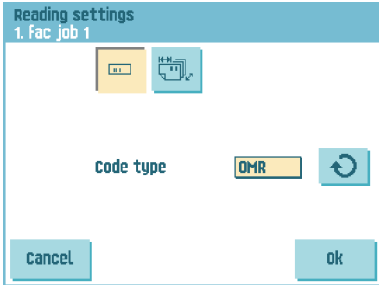 Reading settings
1. Fac job 1
Code type
OMR
Cancel
Ok